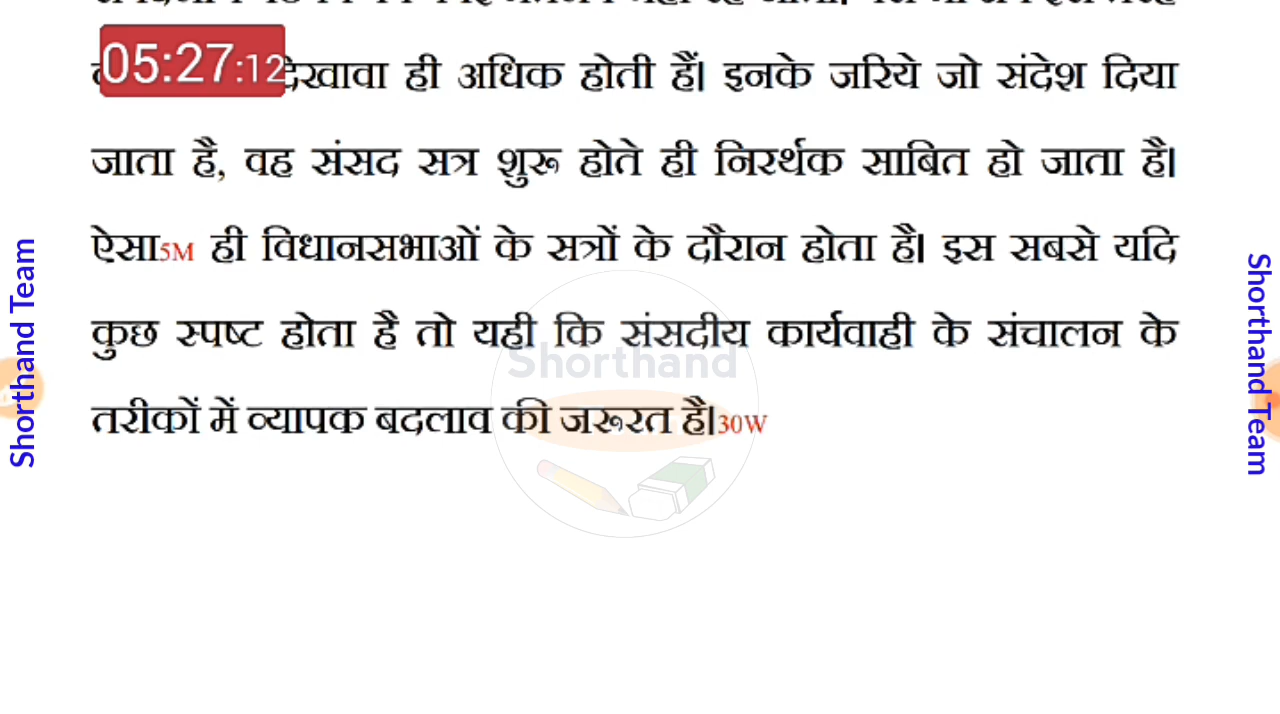 05:27:12
दिखावा ही अधिक होती हैं। इनके जरिये जो संदेश दिया
जाता है, वह संसद सत्र शुरू होते ही निरर्थक साबित हो जाता है।
ऐसा5M ही विधानसभाओं के सत्रों के दौरान होता है। इस सबसे यदि
कुछ स्पष्ट होता है तो यही कि संसदीय कार्यवाही के संचालन के
तरीकों में व्यापक बदलाव की जरूरत है।30W
Shorthand
Shorthand Team
Shorthand Team